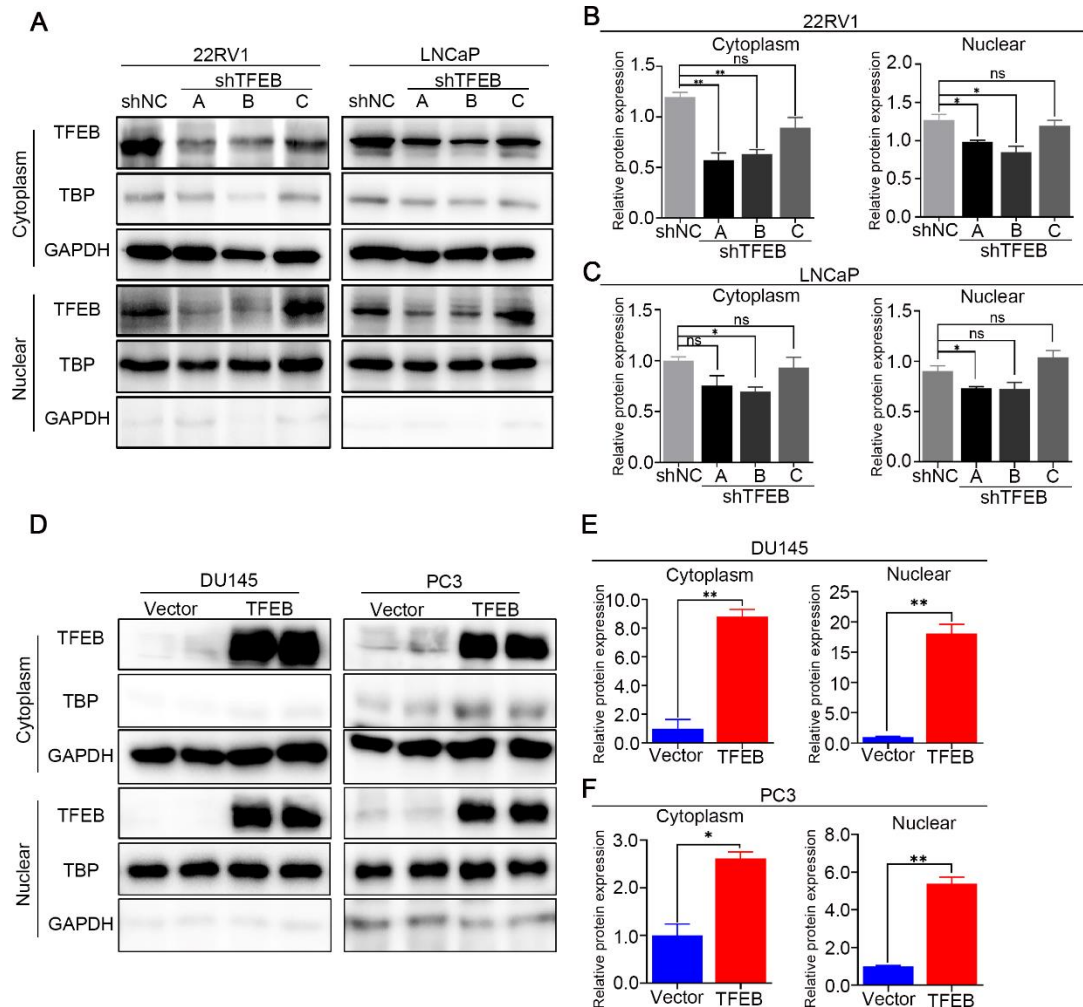 A
22RV1
LNCaP
shTFEB
shTFEB
shNC A B C
shNC A B C
Cytoplasm
TFEB
TBP
GAPDH
Nuclear
TFEB
TBP
GAPDH
B
22RV1
Cytoplasm
Relative protein expression
1.5
1.0
0.5
0.0
ns
**
**
shNC A B C
shTFEB
Nuclear
Relative protein expression
2.0
1.5
1.0
0.5
0.0
ns
*
*
shNC A B C
shTFEB
C
LNCaP
Cytoplasm
Relative protein expression
1.5
1.0
0.5
0.0
ns
*
ns
shNC A B C
shTFEB
Nuclear
Relative protein expression
1.5
1.0
0.5
0.0
ns
ns
*
shNC A B C
shTFEB
D
DU145
PC3
Vector TFEB
Vector TFEB
Cytoplasm
TFEB
TBP
GAPDH
Nuclear
TFEB
TBP
GAPDH
E
DU145
Cytoplasm
Relative protein expression
10.0
8.0
6.0
4.0
2.0
0.0
**
Vector TFEB
Nuclear
Relative protein expression
25
20
15
10
5
0.0
**
Vector TFEB
F
PC3
Cytoplasm
Relative protein expression
3.0
2.0
1.0
0.0
*
Vector TFEB
Nuclear
Relative protein expression
8.0
6.0
4.0
2.0
0.0
**
Vector TFEB